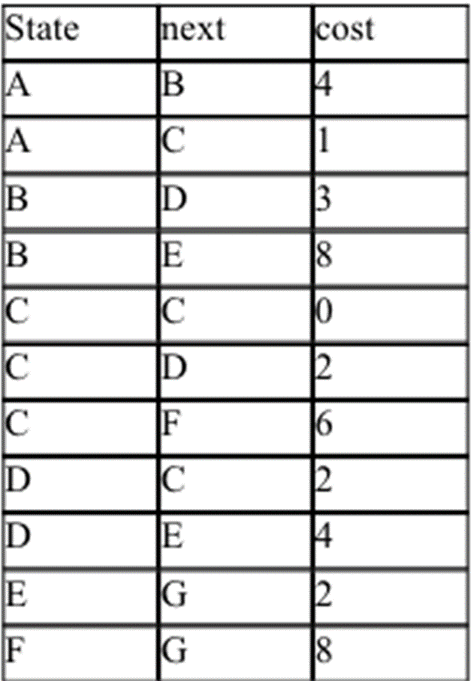 State next cost
A B 4
A C 1
B D 3
B E 8
C C 0
C D 2
C F 6
D C 2
D E 4
E G 2
F G 8